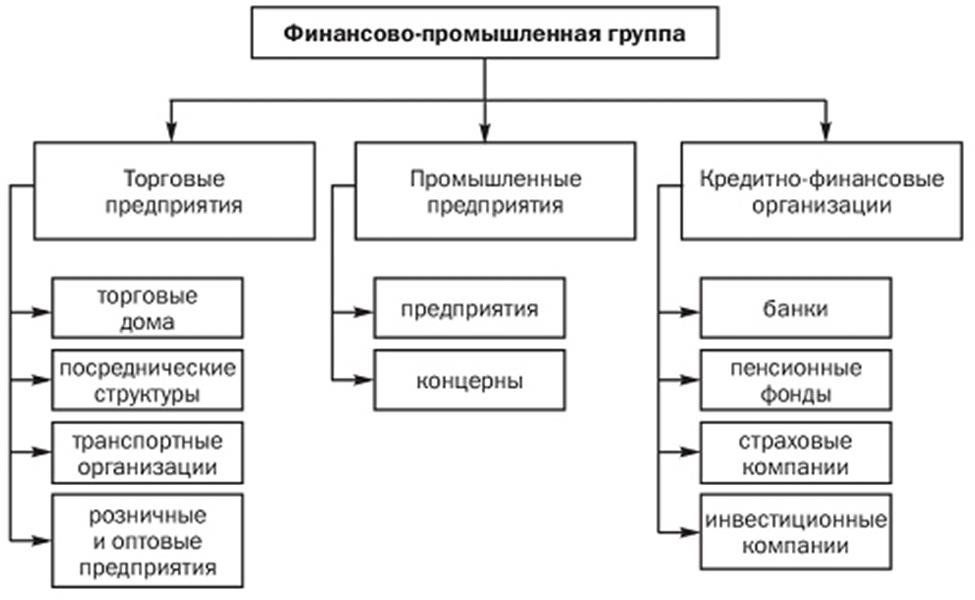 Финансово-промышленная группа
Торговые
предприятия
Промышленные
предприятия
Кредитно-финансовые
организации
торговые
дома
посреднические
структуры
транспортные
организации
розничные
и оптовые
предприятия
предприятия
концерны
банки
пенсионные
фонды
страховые
компании
инвестиционные
компании